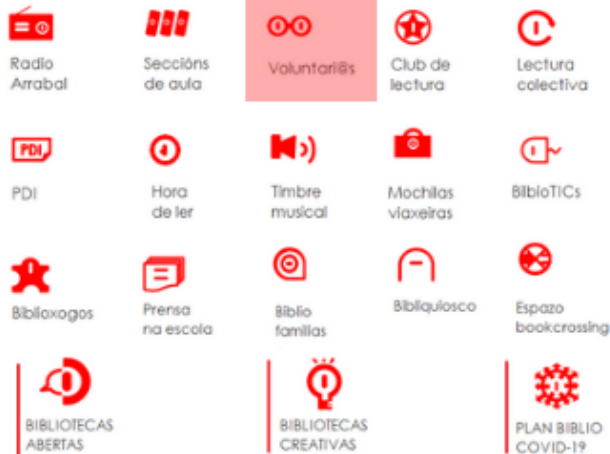 Radio
Arrabal
Seccións
de aula
Voluntari@s
Club de
lectura
Lectura
colectiva
PDI
PDI
Hora
de ler
Timbre
musical
Mochilas
viaxeiras
BilbioTICs
Biblioxogos
Prensa
na escola
Biblio
familias
Bibliquiosco
Espazo
bookcrossing
BIBLIOTECAS
ABERTAS
BIBLIOTECAS
CREATIVAS
PLAN BIBLIO
COVID-19